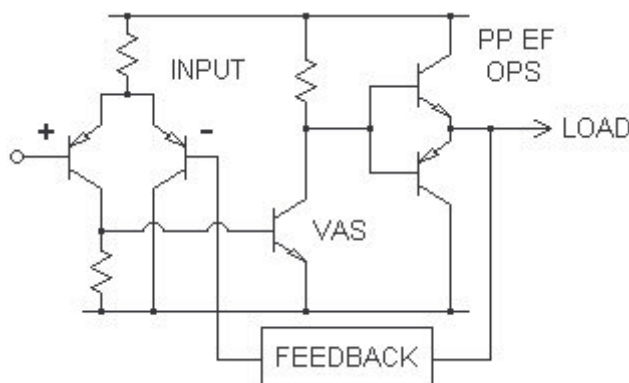 PP EF
OPS
INPUT
+
-
LOAD
VAS
FEEDBACK